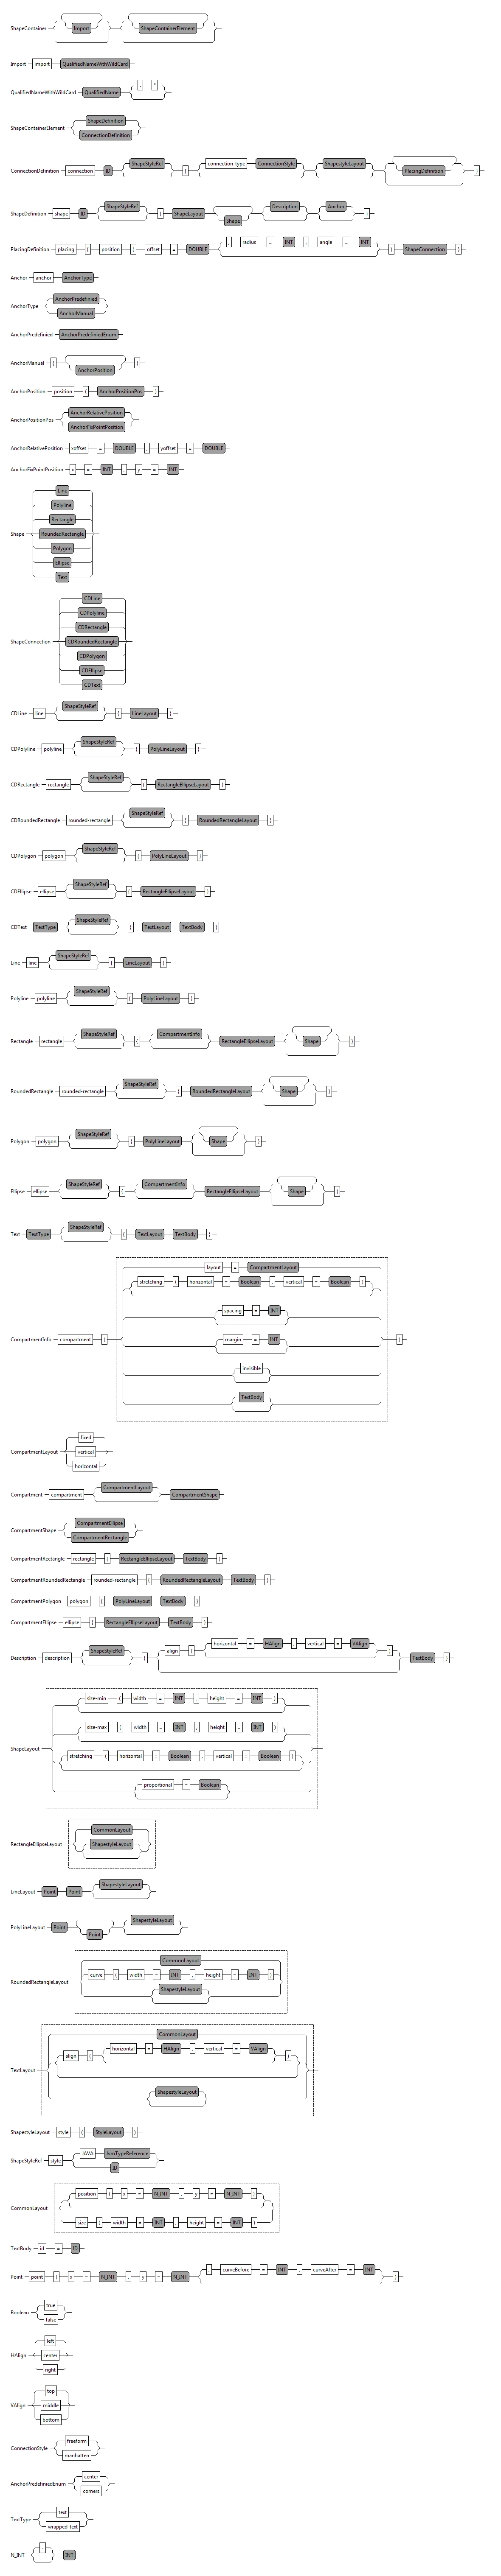 ShapeContainer Import ShapeContainerElement
Import import QualifiedNameWithWildCard
QualifiedNameWithWildCard QualifiedName . *
ShapeContainerElement ShapeDefinition ConnectionDefinition
ConnectionDefinition connection ID ShapeStyleRef { connection-type ConnectionStyle ShapestyleLayout PlacingDefinition }
ShapeDefinition shape ID ShapeStyleRef { ShapeLayout Shape Description Anchor }
PlacingDefinition placing { position ( offset = DOUBLE , radius = INT , angle = INT ) ShapeConnection }
Anchor anchor AnchorType
AnchorType AnchorPredefinied AnchorManual
AnchorPredefinied AnchorPredefiniedEnum
AnchorManual { AnchorPosition }
AnchorPosition position ( AnchorPositionPos )
AnchorPositionPos AnchorRelativePosition AnchorFixPointPosition
AnchorRelativePosition xoffset = DOUBLE , yoffset = DOUBLE
AnchorFixPointPosition x = INT , y = INT
Shape Line Polyline Rectangle RoundedRectangle Polygon Ellipse Text
ShapeConnection CDLine CDPolyline CDRectangle CDRoundedRectangle CDPolygon CDEllipse CDText
CDLine line ShapeStyleRef { LineLayout }
CDPolyline polyline ShapeStyleRef { PolyLineLayout }
CDRectangle rectangle ShapeStyleRef { RectangleEllipseLayout }
CDRoundedRectangle rounded-rectangle ShapeStyleRef { RoundedRectangleLayout }
CDPolygon polygon ShapeStyleRef { PolyLineLayout }
CDEllipse ellipse ShapeStyleRef { RectangleEllipseLayout }
CDText TextType ShapeStyleRef { TextLayout TextBody }
Line line ShapeStyleRef { LineLayout }
Polyline polyline ShapeStyleRef { PolyLineLayout }
Rectangle rectangle ShapeStyleRef { CompartmentInfo RectangleEllipseLayout Shape }
RoundedRectangle rounded-rectangle ShapeStyleRef { RoundedRectangleLayout Shape }
Polygon polygon ShapeStyleRef { PolyLineLayout Shape }
Ellipse ellipse ShapeStyleRef { CompartmentInfo RectangleEllipseLayout Shape }
Text TextType ShapeStyleRef { TextLayout TextBody }
CompartmentInfo compartment { layout = CompartmentLayout stretching ( horizontal = Boolean , vertical = Boolean ) spacing = INT margin = INT invisible TextBody }
CompartmentLayout fixed vertical horizontal
Compartment compartment CompartmentLayout CompartmentShape
CompartmentShape CompartmentEllipse CompartmentRectangle
CompartmentRectangle rectangle { RectangleEllipseLayout TextBody }
CompartmentRoundedRectangle rounded-rectangle { RoundedRectangleLayout TextBody }
CompartmentPolygon polygon { PolyLineLayout TextBody }
CompartmentEllipse ellipse { RectangleEllipseLayout TextBody }
Description description ShapeStyleRef { align ( horizontal = HAlign , vertical = VAlign ) TextBody }
ShapeLayout size-min ( width = INT , height = INT ) size-max ( width = INT , height = INT ) stretching ( horizontal = Boolean , vertical = Boolean ) proportional = Boolean
RectangleEllipseLayout CommonLayout ShapestyleLayout
LineLayout Point Point ShapestyleLayout
PolyLineLayout Point Point ShapestyleLayout
RoundedRectangleLayout CommonLayout curve ( width = INT , height = INT ) ShapestyleLayout
TextLayout CommonLayout align ( horizontal = HAlign , vertical = VAlign ) ShapestyleLayout
ShapestyleLayout style ( StyleLayout )
ShapeStyleRef style JAVA JvmTypeReference ID
CommonLayout position ( x = N_INT , y = N_INT ) size ( width = INT , height = INT )
TextBody id = ID
Point point ( x = N_INT , y = N_INT , curveBefore = INT , curveAfter = INT )
Boolean true false
HAlign left center right
VAlign top middle bottom
ConnectionStyle freeform manhatten
AnchorPredefiniedEnum center corners
TextType text wrapped-text
N_INT - INT